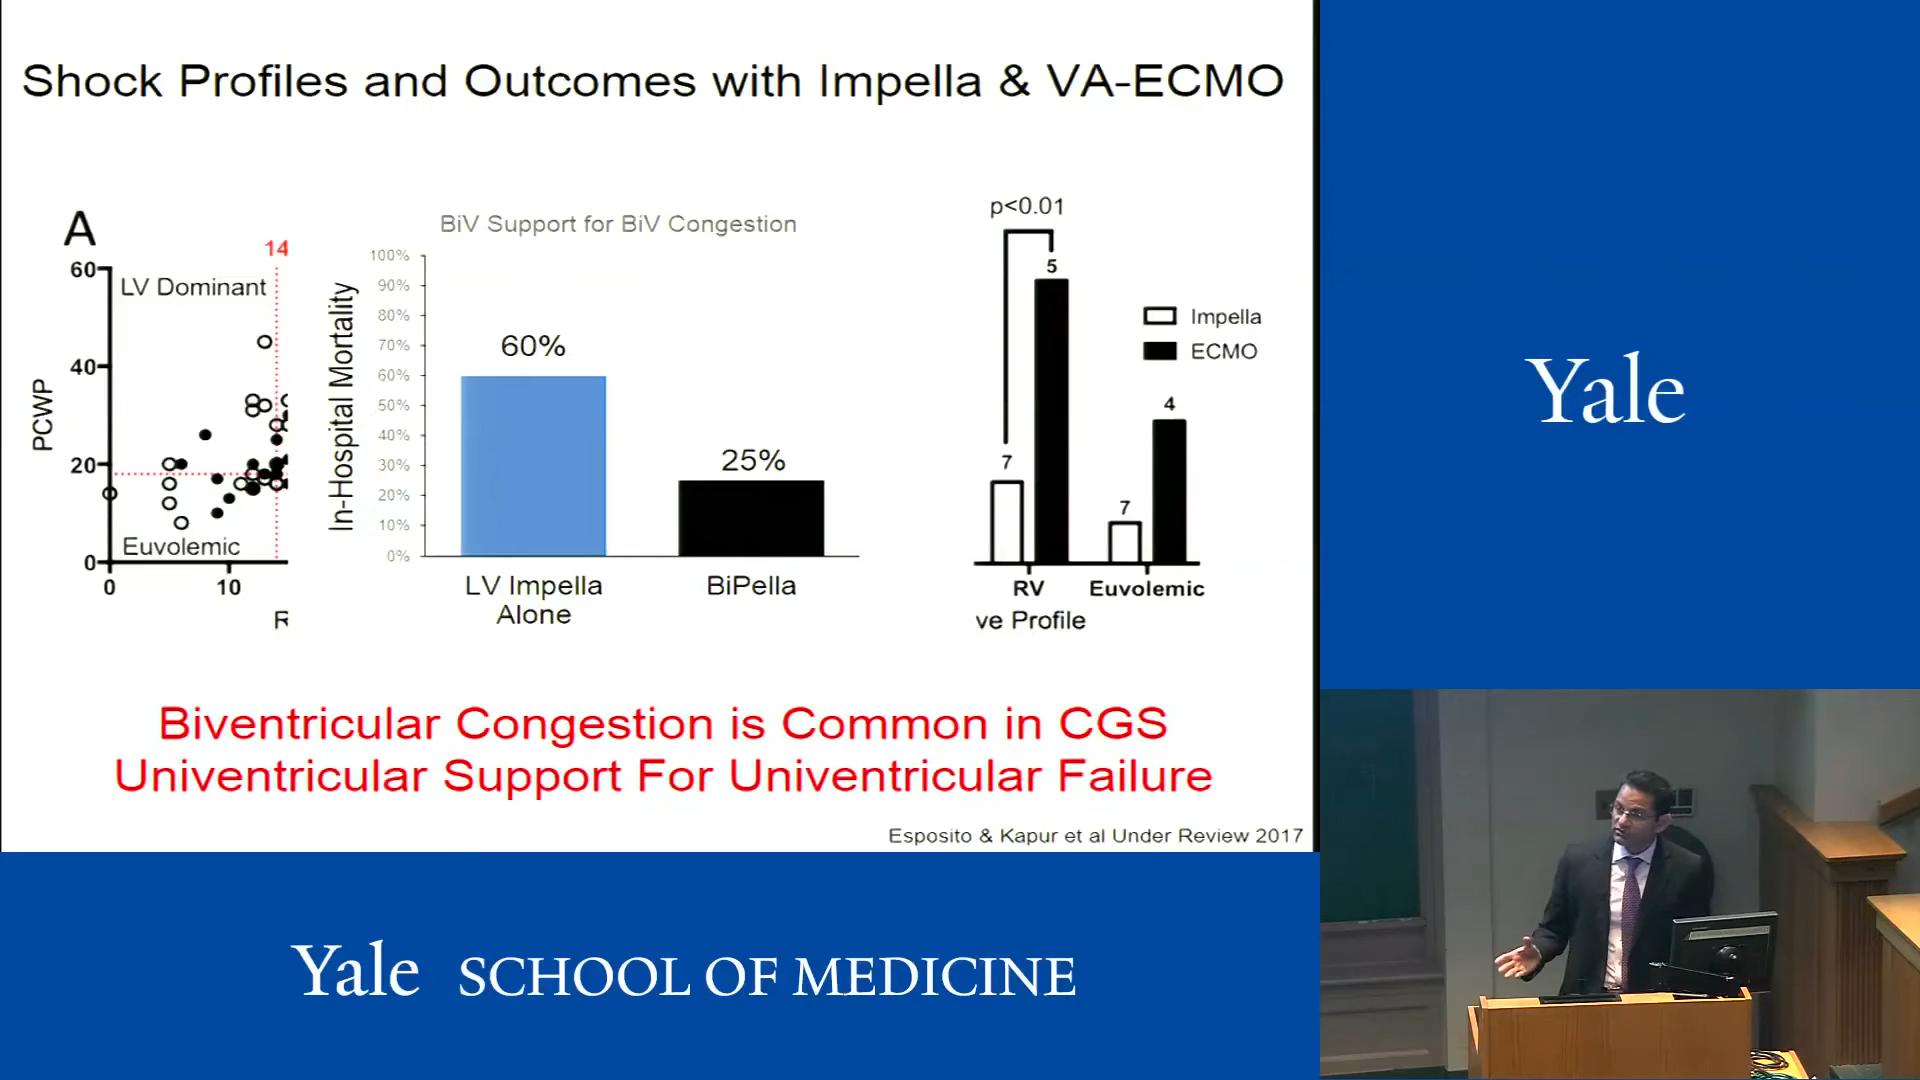 Shock Profiles and Outcomes with Impella & VA-ECMO
A
14
60
LV Dominant
40
PCWP
20
Euvolemic
0
0
10
R
BiV Support for BiV Congestion
In-Hospital Mortality
100%
90%
80%
70%
60%
50%
40%
30%
20%
10%
0%
60%
25%
LV Impella
Alone
BiPella
p<0.01
5
7
4
7
Impella
ECMO
RV
Euvolemic
ve Profile
Biventricular Congestion is Common in CGS
Univentricular Support For Univentricular Failure
Esposito & Kapur et al Under Review 2017
Yale
Yale SCHOOL OF MEDICINE